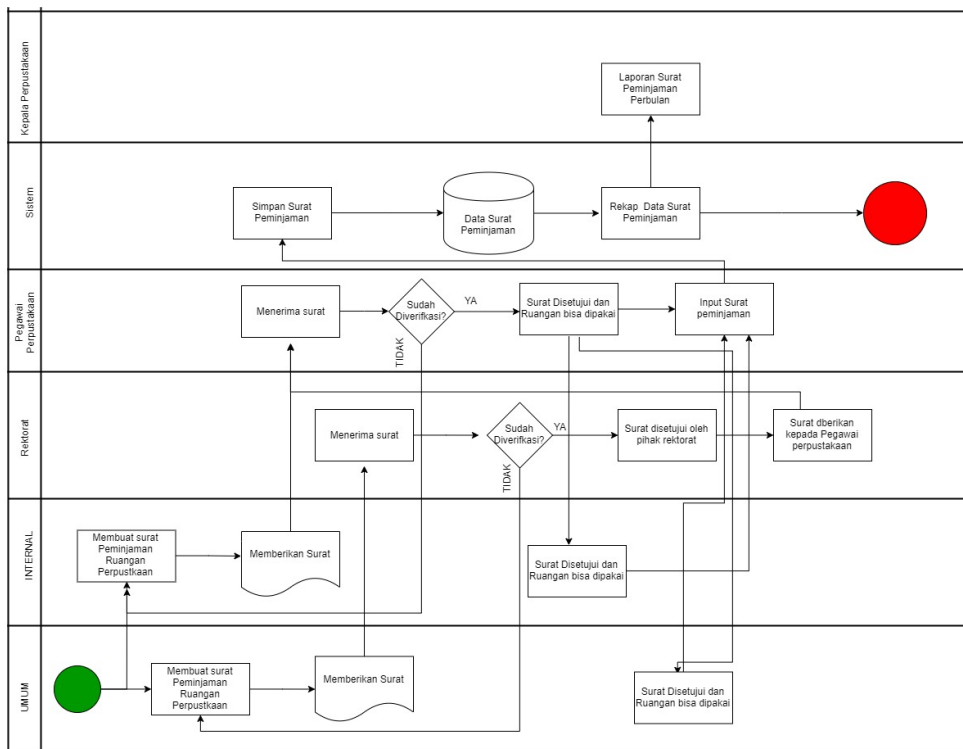 Kepala Perpustakaan
Laporan Surat
Peminjaman
Perbulan
Sistem
Simpan Surat
Peminjaman
Data Surat
Peminjaman
Rekap Data Surat
Peminjaman
Pegawai
Perpustakaan
Menerima surat
Sudah
Diverifkasi?
YA
TIDAK
Surat Disetujui dan
Ruangan bisa dipakai
Input Surat
peminjaman
Rektorat
Menerima surat
Sudah
Diverifkasi?
YA
TIDAK
Surat disetujui oleh
pihak rektorat
Surat dberikan
kepada Pegawai
perpustakaan
INTERNAL
Membuat surat
Peminjaman
Ruangan
Perpustkaan
Memberikan Surat
Surat Disetujui dan
Ruangan bisa dipakai
UMUM
Membuat surat
Peminjaman
Ruangan
Perpustkaan
Memberikan Surat
Surat Disetujui dan
Ruangan bisa dipakai